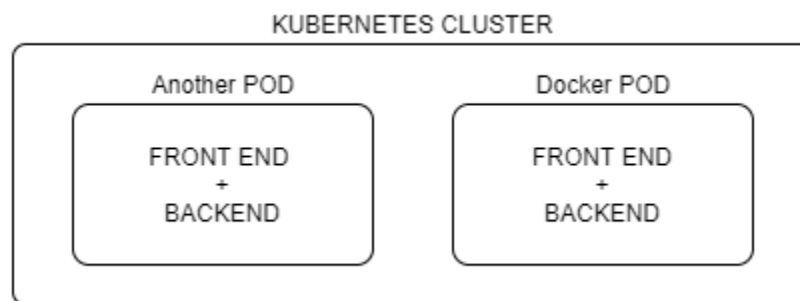 KUBERNETES CLUSTER
Another POD
FRONT END
+
BACKEND
Docker POD
FRONT END
+
BACKEND